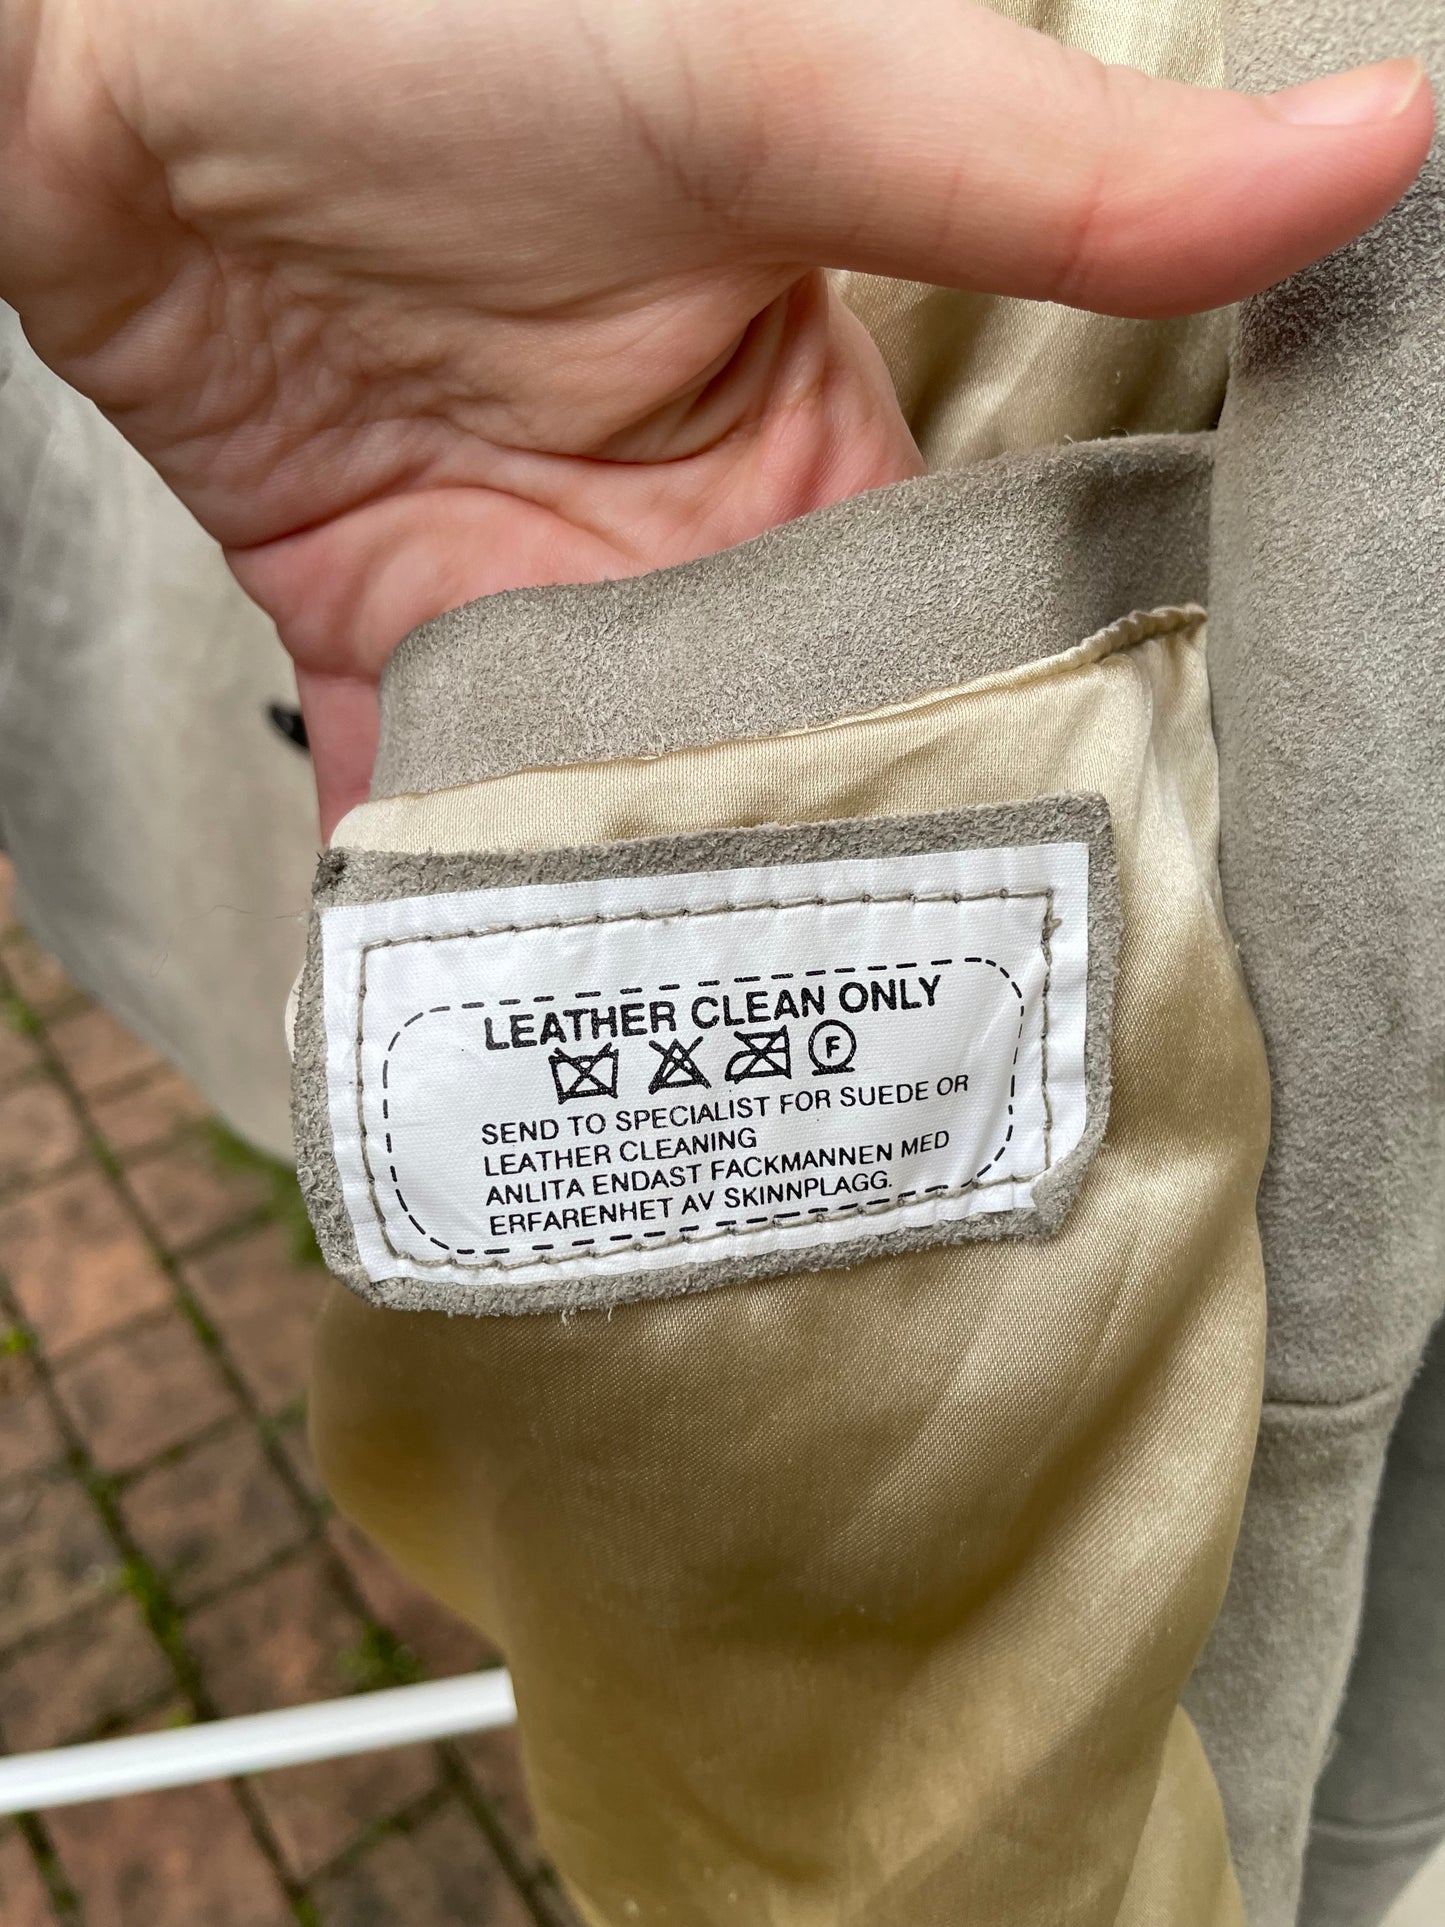 LEATHER CLEAN ONLY
F
SEND TO SPECIALIST FOR SUEDE OR
LEATHER CLEANING
ANLITA ENDAST FACKMANNEN MED
ERFARENHET AV SKINNPLAGG.